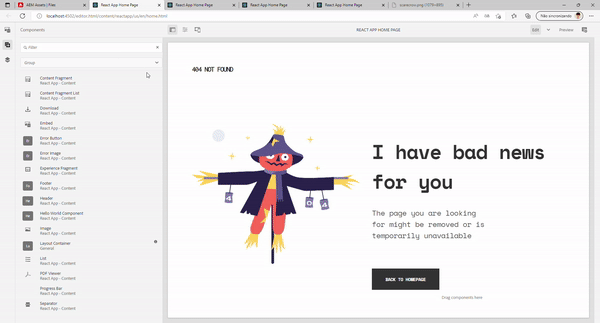 AEM Assets | Files
React App Home Page
React App Home Page
React App Home Page
React App Home Page
localhost:4502/editor.html/content/reactapp/us/en/home.html
Não sincronizando
Components
REACT APP HOME PAGE
Edit
Preview
Filter
Group
Content Fragment
React App - Content
Content Fragment List
React App - Content
Download
React App - Content
Embed
React App - Content
Error Button
React App - Content
Error Image
React App - Content
Experience Fragment
React App - Content
Footer
React App - Content
Header
React App - Content
Hello World Component
React App - Content
Image
React App - Content
Layout Container
General
List
React App - Content
PDF Viewer
React App - Content
Progress Bar
React App - Content
Separator
React App - Content
404 NOT FOUND
4
0 4
I have bad news
for you
The page you are looking
for might be removed or is
temporarily unavailable
BACK TO HOMEPAGE
Drag components here